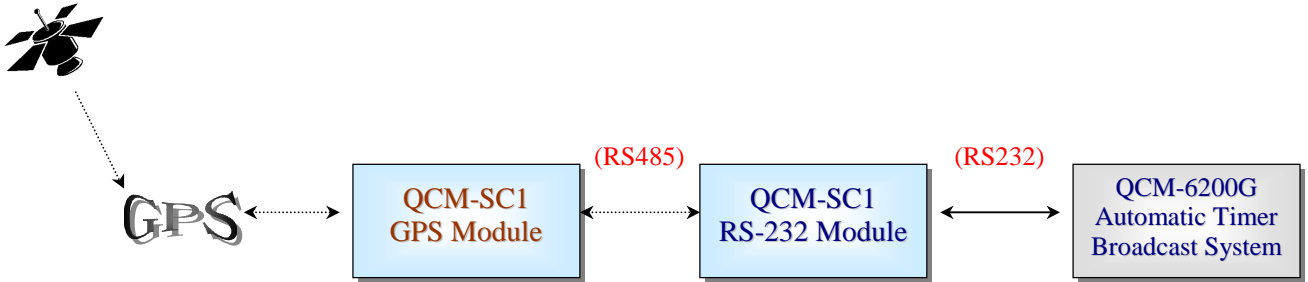 (RS485)
(RS232)
GPS
QCM-SC1
GPS Module
QCM-SC1
RS-232 Module
QCM-6200G
Automatic Timer
Broadcast System